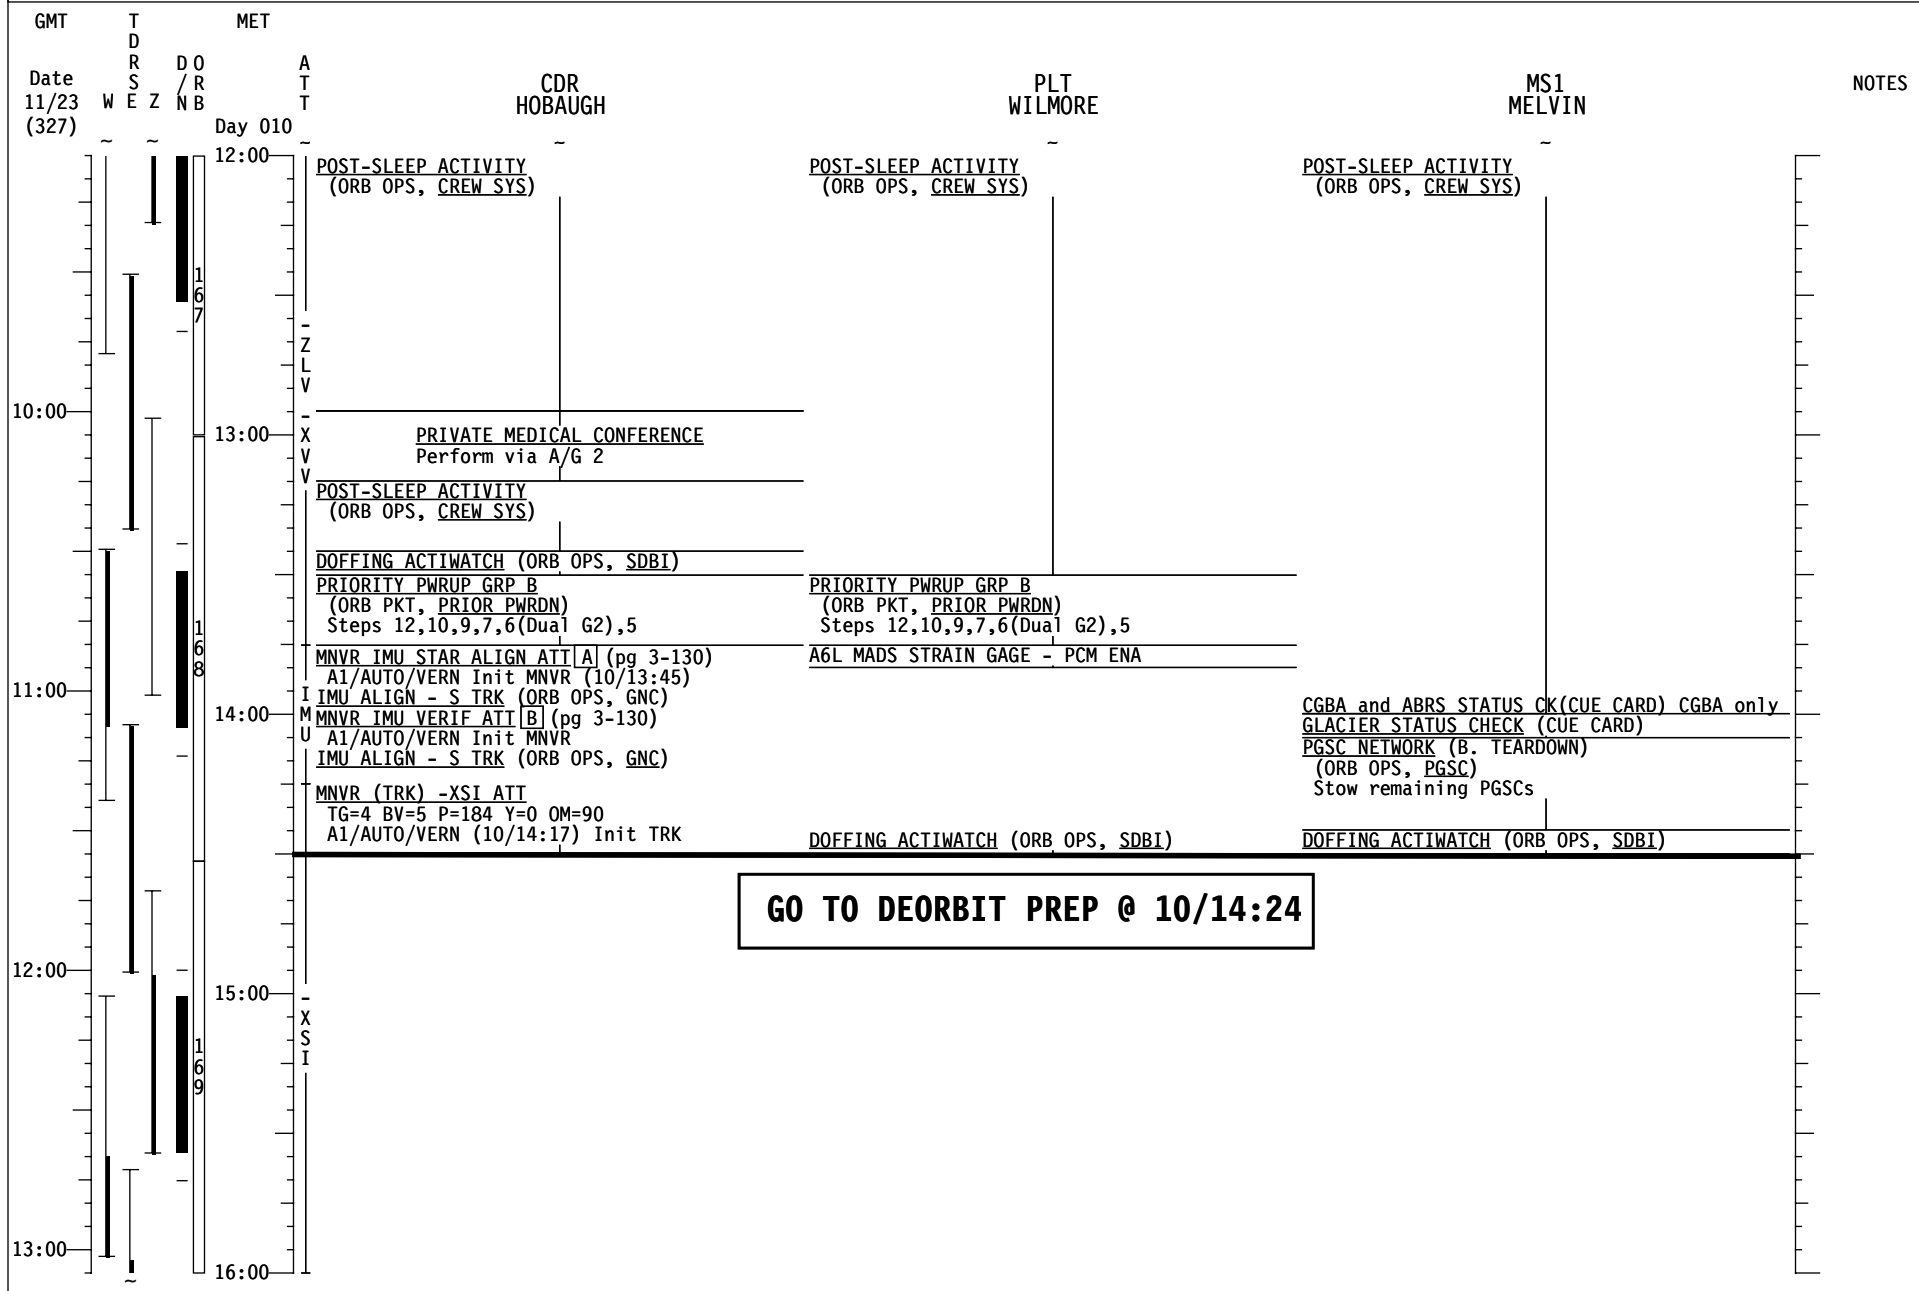 GMT
TDRS
MET
Date
11/23
(327)
W E Z
D/N
ORB
Day 010
ATT
CDR
HOBAUGH
PLT
WILMORE
MS1
MELVIN
NOTES
~ ~ ~ ~ ~ ~
12:00
POST-SLEEP ACTIVITY
(ORB OPS, CREW SYS)
POST-SLEEP ACTIVITY
(ORB OPS, CREW SYS)
POST-SLEEP ACTIVITY
(ORB OPS, CREW SYS)
167
-ZLV
10:00
-XVV
13:00
PRIVATE MEDICAL CONFERENCE
Perform via A/G 2
POST-SLEEP ACTIVITY
(ORB OPS, CREW SYS)
DOFFING ACTIWATCH (ORB OPS, SDBI)
PRIORITY PWRUP GRP B
(ORB PKT, PRIOR PWRDN)
Steps 12,10,9,7,6(Dual G2),5
PRIORITY PWRUP GRP B
(ORB PKT, PRIOR PWRDN)
Steps 12,10,9,7,6(Dual G2),5
168
MNVR IMU STAR ALIGN ATT A (pg 3-130)
A1/AUTO/VERN Init MNVR (10/13:45)
IMU ALIGN - S TRK (ORB OPS, GNC)
MNVR IMU VERIF ATT B (pg 3-130)
A1/AUTO/VERN Init MNVR
IMU ALIGN - S TRK (ORB OPS, GNC)
A6L MADS STRAIN GAGE - PCM ENA
11:00
IMU
14:00
CGBA and ABRS STATUS CK(CUE CARD) CGBA only
GLACIER STATUS CHECK (CUE CARD)
PGSC NETWORK (B. TEARDOWN)
(ORB OPS, PGSC)
Stow remaining PGSCs
MNVR (TRK) -XSI ATT
TG=4 BV=5 P=184 Y=0 OM=90
A1/AUTO/VERN (10/14:17) Init TRK
DOFFING ACTIWATCH (ORB OPS, SDBI)
DOFFING ACTIWATCH (ORB OPS, SDBI)
GO TO DEORBIT PREP @ 10/14:24
12:00
15:00
-XSI
169
13:00
16:00
~